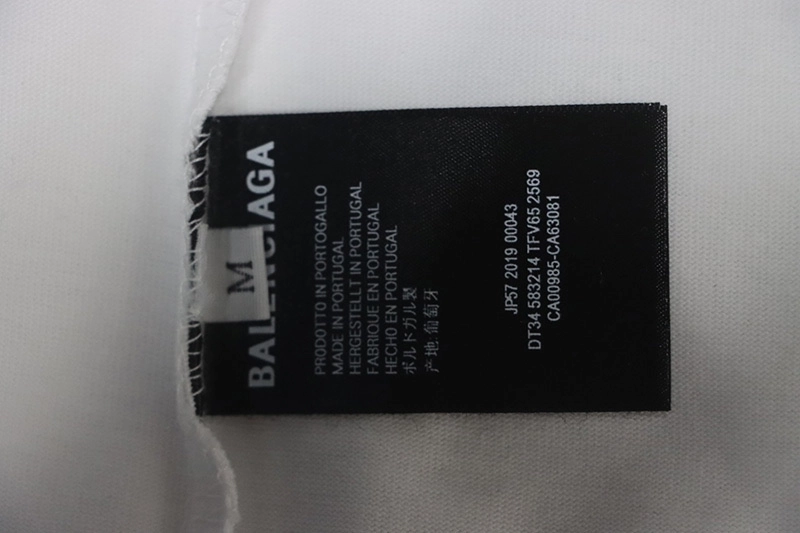 BALENCIAGA
M
PRODOTTO IN PORTOGALLO
MADE IN PORTUGAL
HERGESTELLT IN PORTUGAL
FABRIQUE EN PORTUGAL
HECHO EN PORTUGAL
ポルトガル製
产地:葡萄牙
JP57 2019 00043
DT34 583214 TFV65 2569
CA00985-CA63081